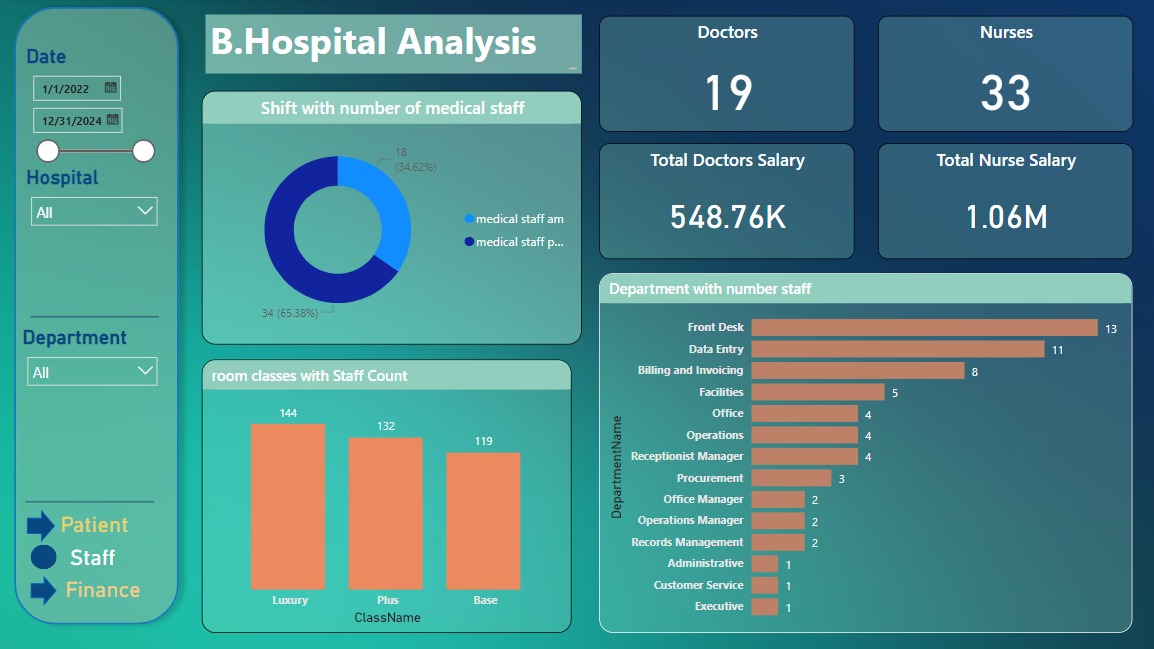 Date
1/1/2022
12/31/2024
Hospital
All
Department
All
Patient
Staff
Finance
B.Hospital Analysis
Shift with number of medical staff
18
(34.62%)
34 (65.38%)
medical staff am
medical staff p...
room classes with Staff Count
144
132
119
Luxury
Plus
Base
ClassName
Doctors
19
Nurses
33
Total Doctors Salary
548.76K
Total Nurse Salary
1.06M
Department with number staff
DepartmentName
Front Desk 13
Data Entry 11
Billing and Invoicing 8
Facilities 5
Office 4
Operations 4
Receptionist Manager 4
Procurement 3
Office Manager 2
Operations Manager 2
Records Management 2
Administrative 1
Customer Service 1
Executive 1